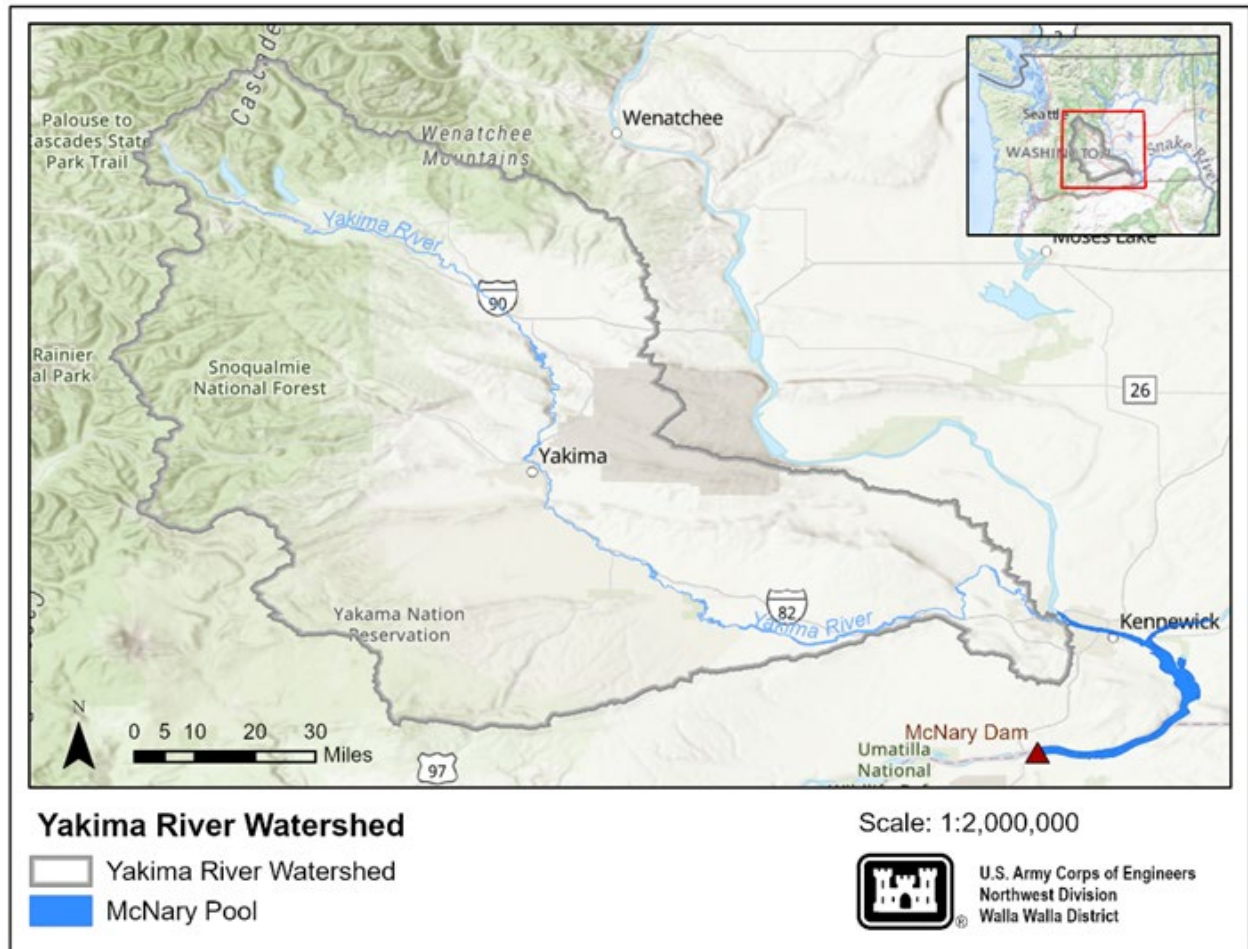 Cascade
Palouse to
Cascades State
Park Trail
Wenatchee
Mountains
Wenatchee
Seattle
WASHINGTON
Snake River
Moses Lake
Yakima River
90
Rainier
al Park
Snoqualmie
National Forest
26
Yakima
Yakama Nation
Reservation
82
Yakima River
Kennewick
N
0 5 10 20 30
Miles
97
McNary Dam
Umatilla
National
Yakima River Watershed
Yakima River Watershed
McNary Pool
Scale: 1:2,000,000
U.S. Army Corps of Engineers
Northwest Division
Walla Walla District
®